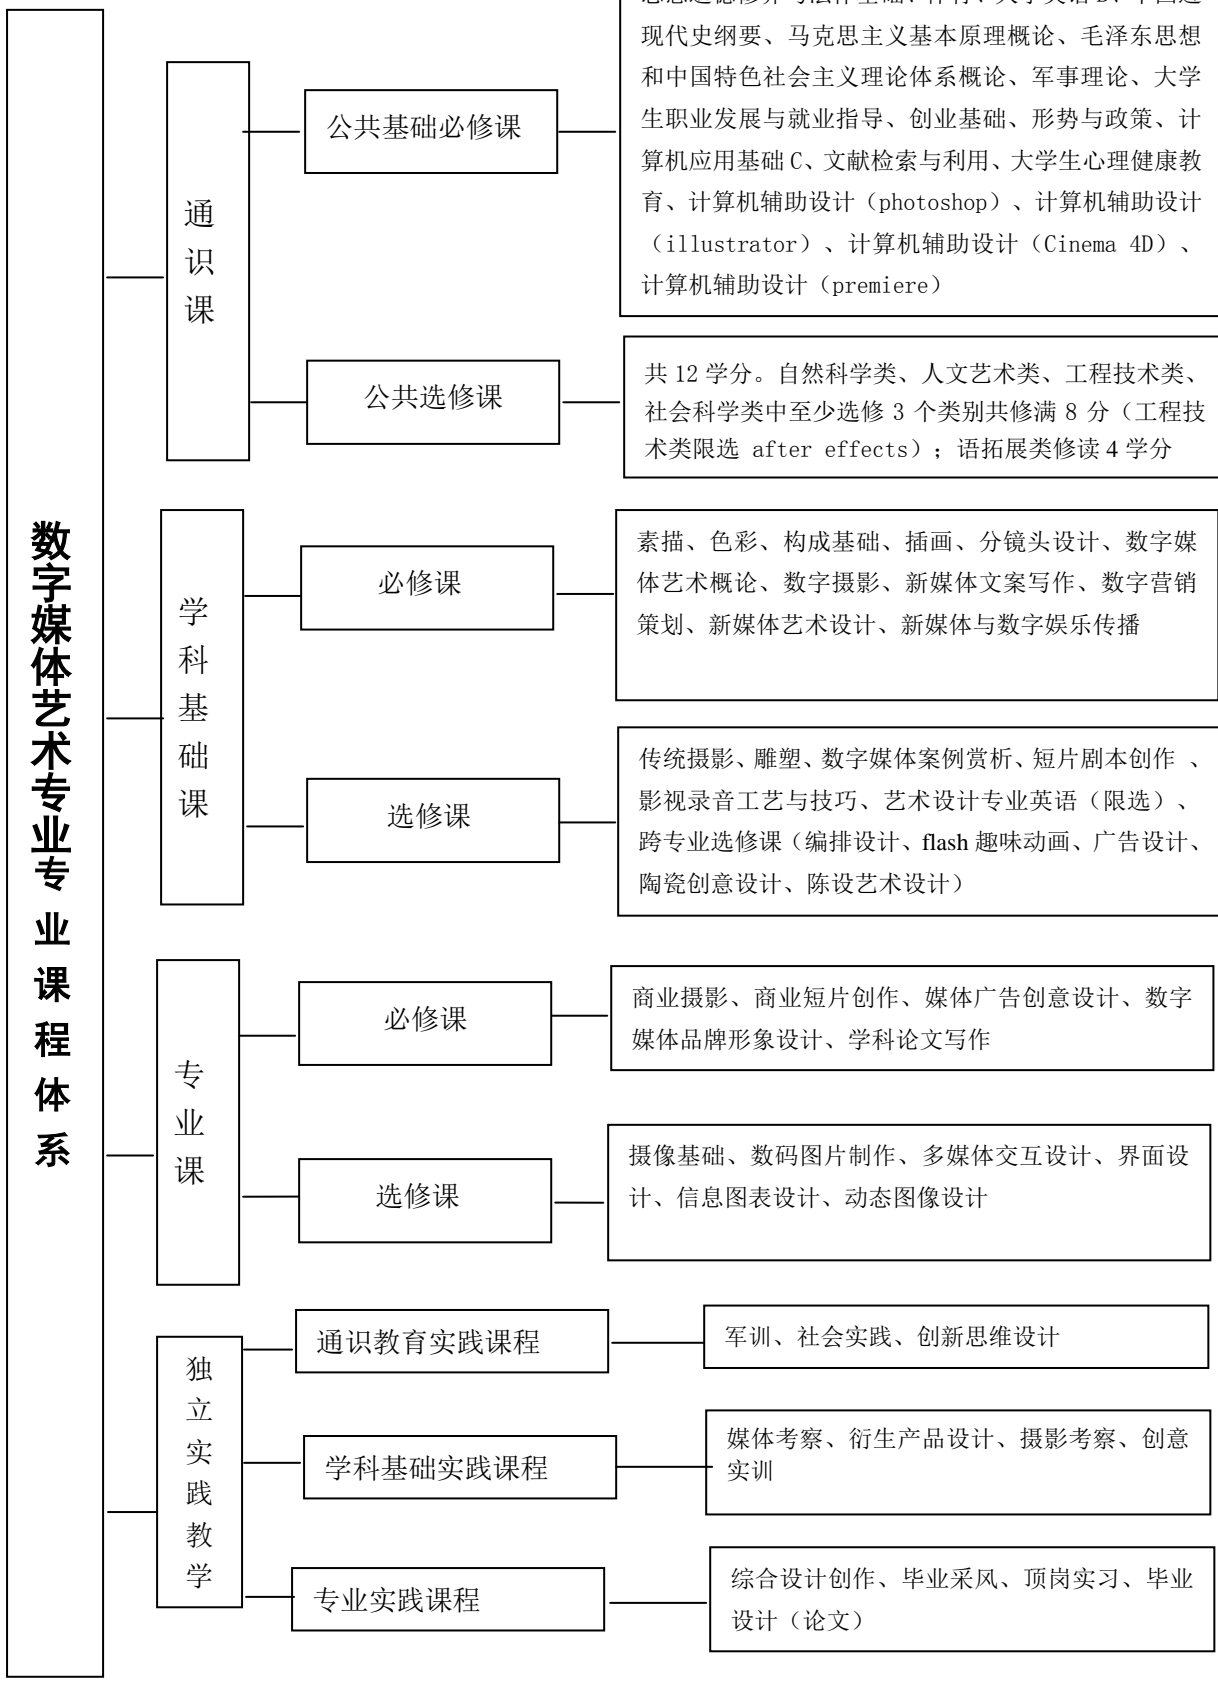 数字媒体艺术专业专业课程体系
通识课
公共基础必修课
现代史纲要、马克思主义基本原理概论、毛泽东思想
和中国特色社会主义理论体系概论、军事理论、大学
生职业发展与就业指导、创业基础、形势与政策、计
算机应用基础 C、文献检索与利用、大学生心理健康教
育、计算机辅助设计（photoshop）、计算机辅助设计
（illustrator）、计算机辅助设计（Cinema 4D）、
计算机辅助设计（premiere）
公共选修课
共 12 学分。自然科学类、人文艺术类、工程技术类、
社会科学类中至少选修 3 个类别共修满 8 分（工程技
术类限选 after effects）；语拓展类修读 4 学分
学科基础课
必修课
素描、色彩、构成基础、插画、分镜头设计、数字媒
体艺术概论、数字摄影、新媒体文案写作、数字营销
策划、新媒体艺术设计、新媒体与数字娱乐传播
选修课
传统摄影、雕塑、数字媒体案例赏析、短片剧本创作 、
影视录音工艺与技巧、艺术设计专业英语（限选）、
跨专业选修课（编排设计、flash 趣味动画、广告设计、
陶瓷创意设计、陈设艺术设计）
专业课
必修课
商业摄影、商业短片创作、媒体广告创意设计、数字
媒体品牌形象设计、学科论文写作
选修课
摄像基础、数码图片制作、多媒体交互设计、界面设
计、信息图表设计、动态图像设计
独立实践教学
通识教育实践课程
军训、社会实践、创新思维设计
学科基础实践课程
媒体考察、衍生产品设计、摄影考察、创意
实训
专业实践课程
综合设计创作、毕业采风、顶岗实习、毕业
设计（论文）